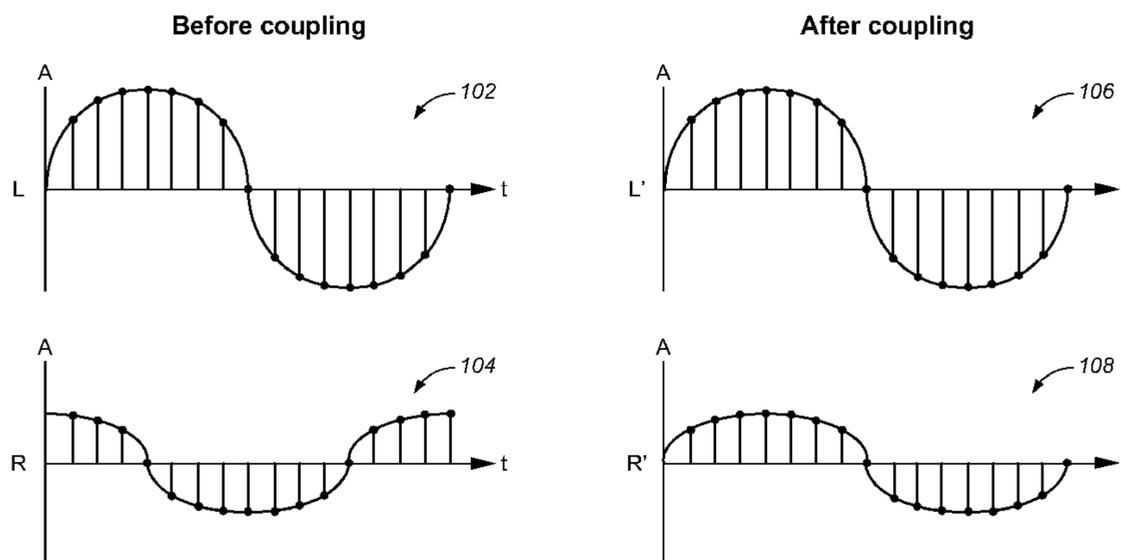 Before coupling
After coupling
A
102
L
t
A
106
L’
A
104
R
t
A
108
R’